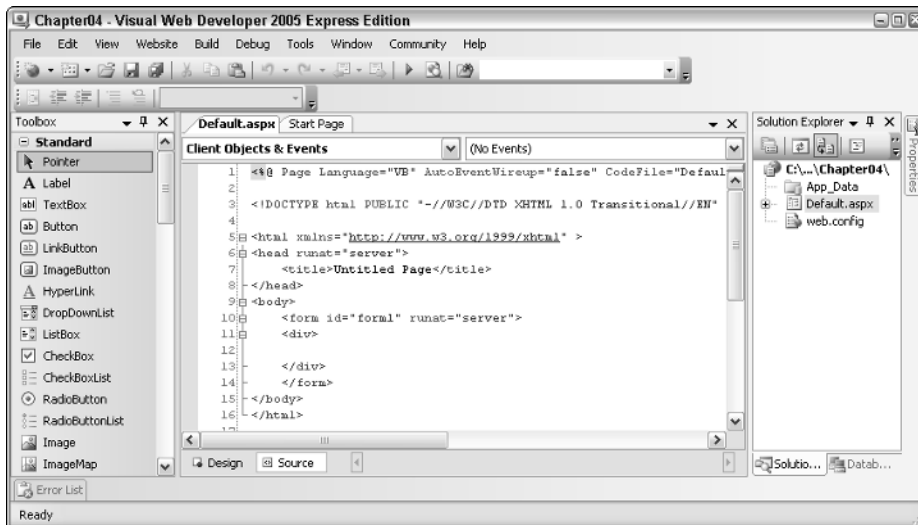 Chapter04 - Visual Web Developer 2005 Express Edition
File Edit View Website Build Debug Tools Window Community Help
Toolbox
Standard
Pointer
A Label
abl TextBox
ab Button
ab LinkButton
ImageButton
A HyperLink
DropDownList
ListBox
CheckBox
CheckBoxList
RadioButton
RadioButtonList
Image
ImageMap
Default.aspx Start Page
Client Objects & Events (No Events)
1 <%@ Page Language="VB" AutoEventWireup="false" CodeFile="Defaul
2
3 <!DOCTYPE html PUBLIC "-//W3C//DTD XHTML 1.0 Transitional//EN"
4
5 <html xmlns="http://www.w3.org/1999/xhtml" >
6 <head runat="server">
7 <title>Untitled Page</title>
8 </head>
9 <body>
10 <form id="form1" runat="server">
11 <div>
12
13 </div>
14 </form>
15 </body>
16 </html>
17
Design Source
Solution Explorer
C:\...\Chapter04\
App_Data
Default.aspx
web.config
Solutio... Datab...
Properties
Error List
Ready